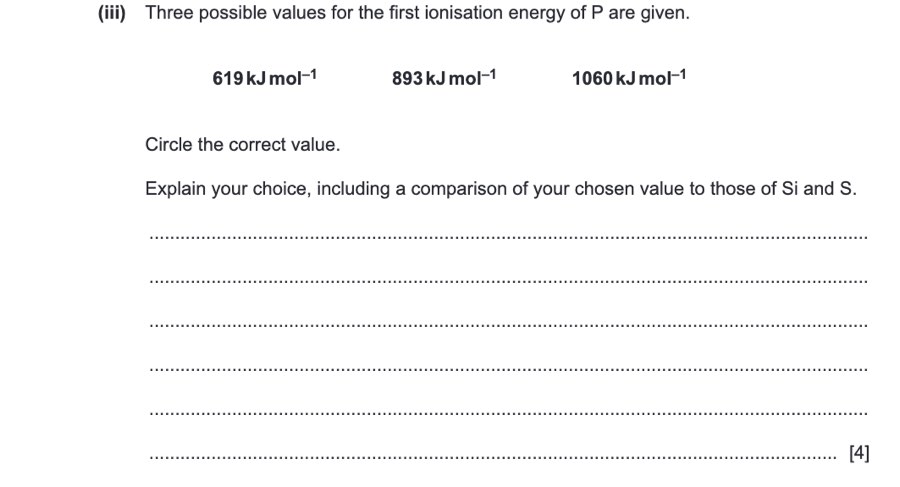 (iii) Three possible values for the first ionisation energy of P are given.
619 kJ mol⁻¹ 893 kJ mol⁻¹ 1060 kJ mol⁻¹
Circle the correct value.
Explain your choice, including a comparison of your chosen value to those of Si and S.
[4]